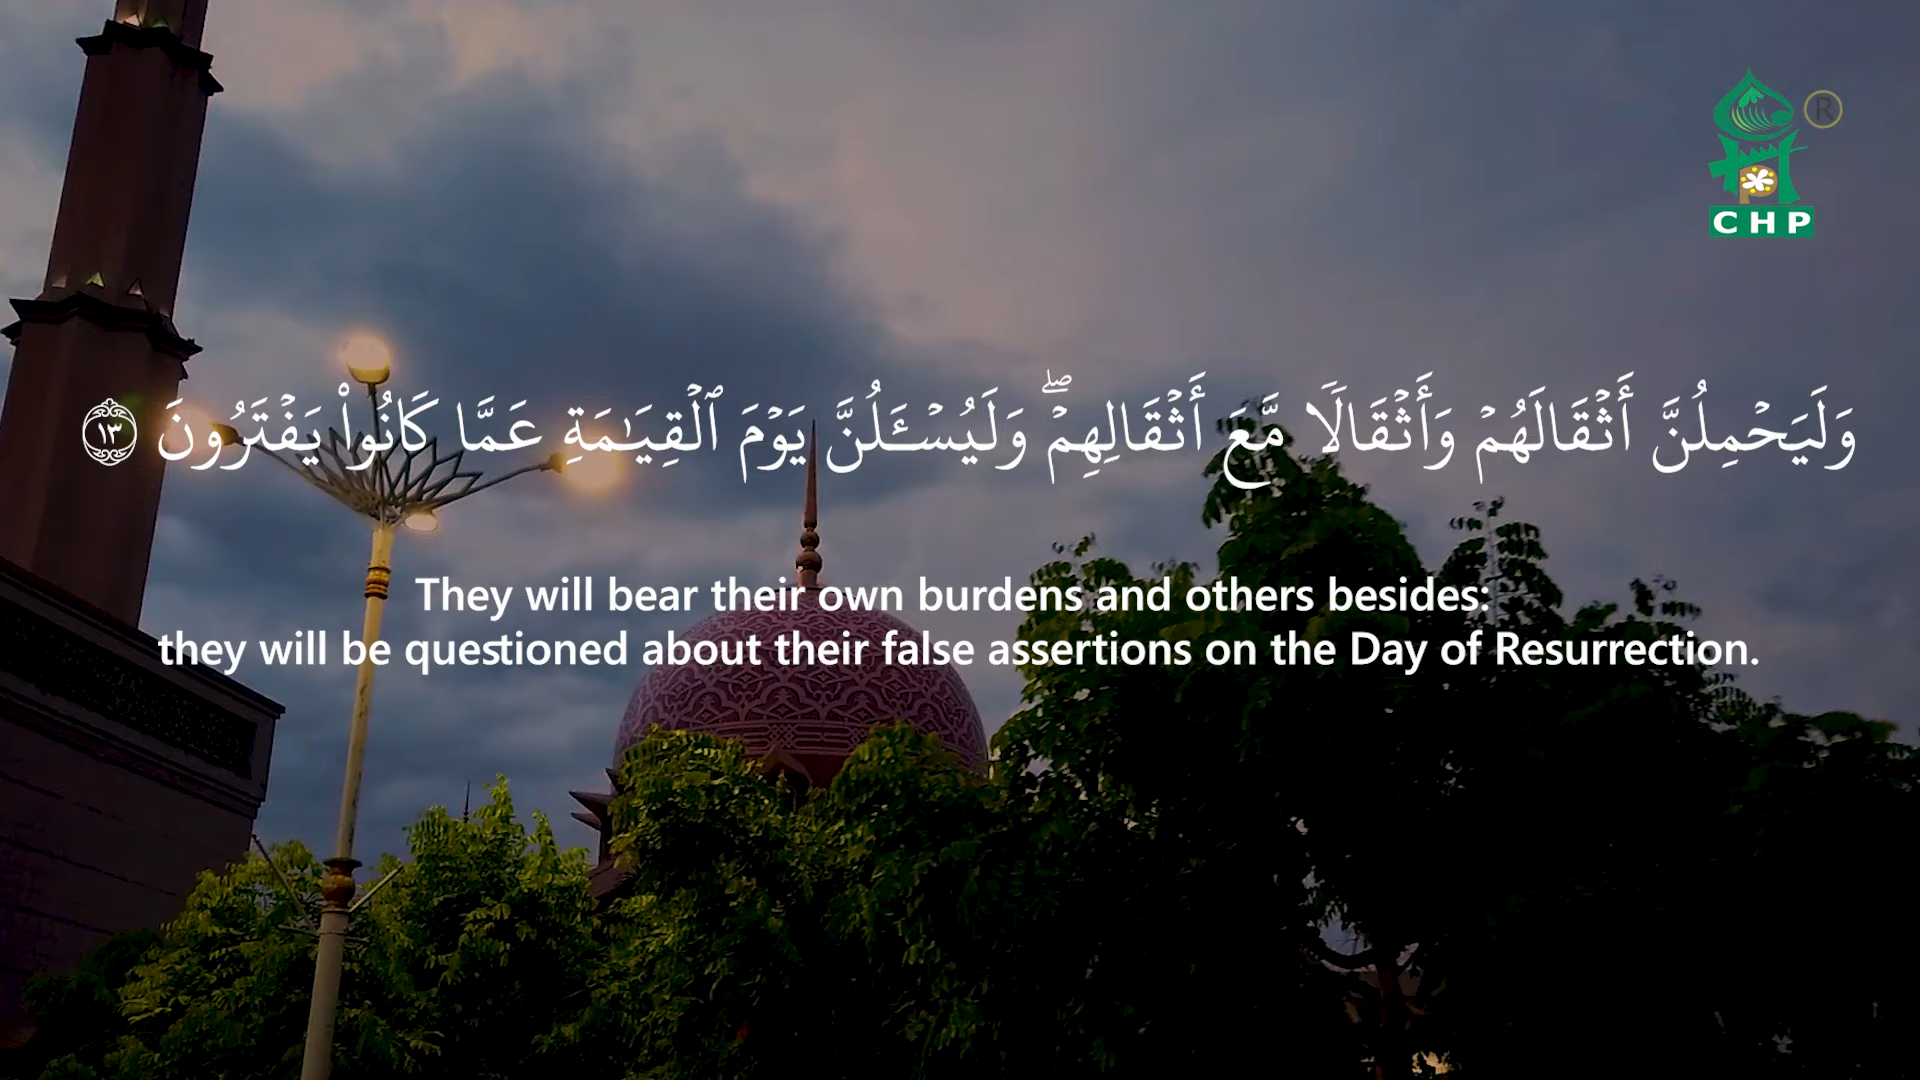 CHP
®
وَلَيَحْمِلُنَّ أَثْقَالَهُمْ وَأَثْقَالًا مَّعَ أَثْقَالِهِمْ ۖ وَلَيُسْـَٔلُنَّ يَوْمَ ٱلْقِيَـٰمَةِ عَمَّا كَانُوا۟ يَفْتَرُونَ ١٣
They will bear their own burdens and others besides:
they will be questioned about their false assertions on the Day of Resurrection.